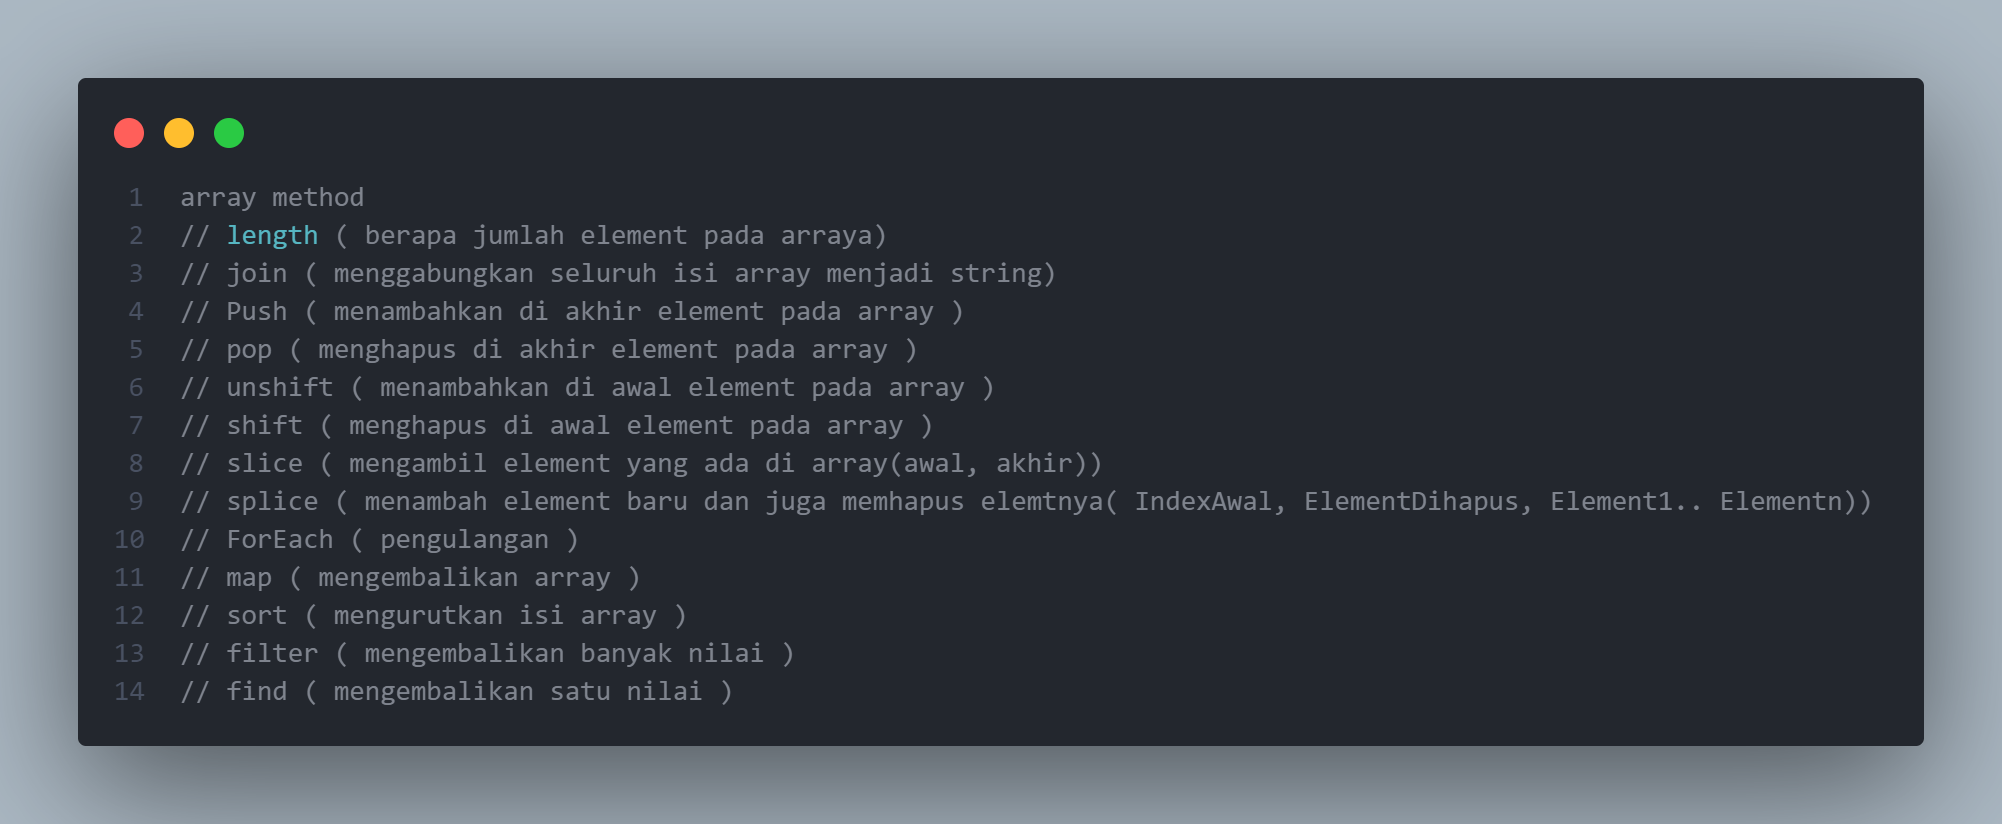 1 array method
2 // length ( berapa jumlah element pada arraya)
3 // join ( menggabungkan seluruh isi array menjadi string)
4 // Push ( menambahkan di akhir element pada array )
5 // pop ( menghapus di akhir element pada array )
6 // unshift ( menambahkan di awal element pada array )
7 // shift ( menghapus di awal element pada array )
8 // slice ( mengambil element yang ada di array(awal, akhir))
9 // splice ( menambah element baru dan juga memhapus elemtnya( IndexAwal, ElementDihapus, Element1.. Elementn))
10 // ForEach ( pengulangan )
11 // map ( mengembalikan array )
12 // sort ( mengurutkan isi array )
13 // filter ( mengembalikan banyak nilai )
14 // find ( mengembalikan satu nilai )